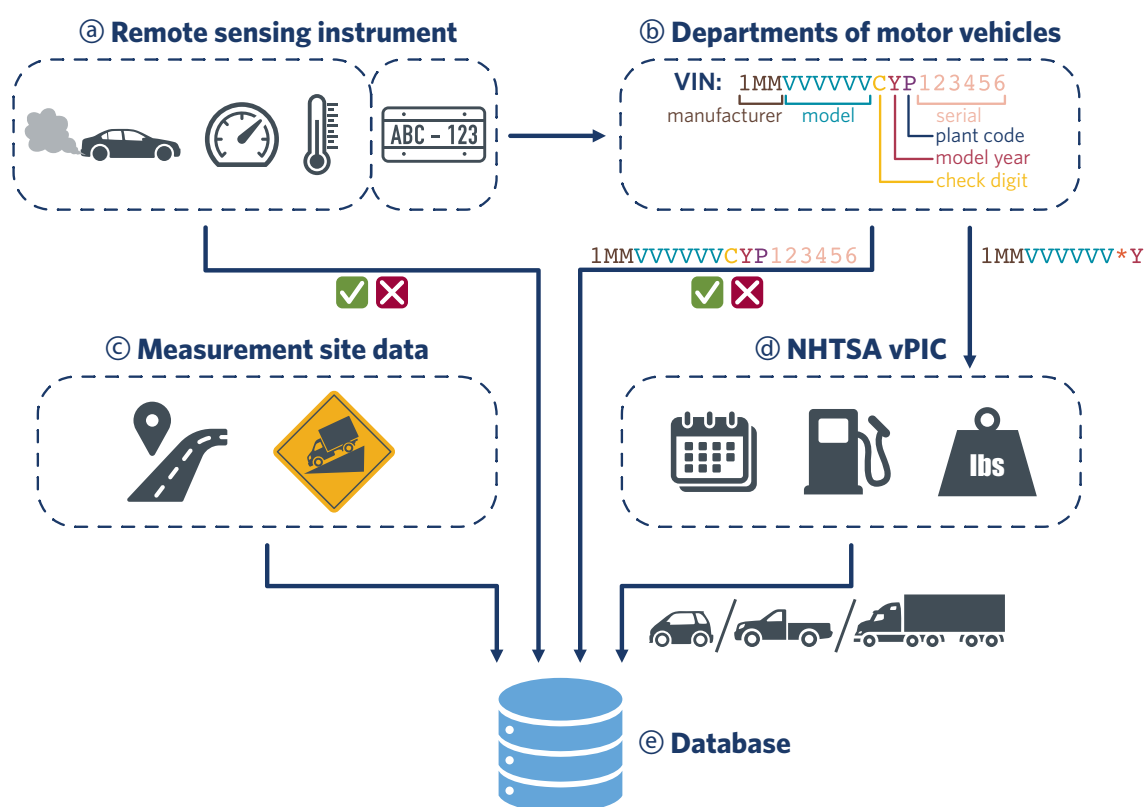 ⓐ Remote sensing instrument
ABC – 123
ⓑ Departments of motor vehicles
VIN: 1MMVVVVVVCYP123456
manufacturer model serial
plant code
model year
check digit
1MMVVVVVVCYP123456
1MMVVVVVV*Y
ⓒ Measurement site data
ⓓ NHTSA vPIC
lbs
ⓔ Database